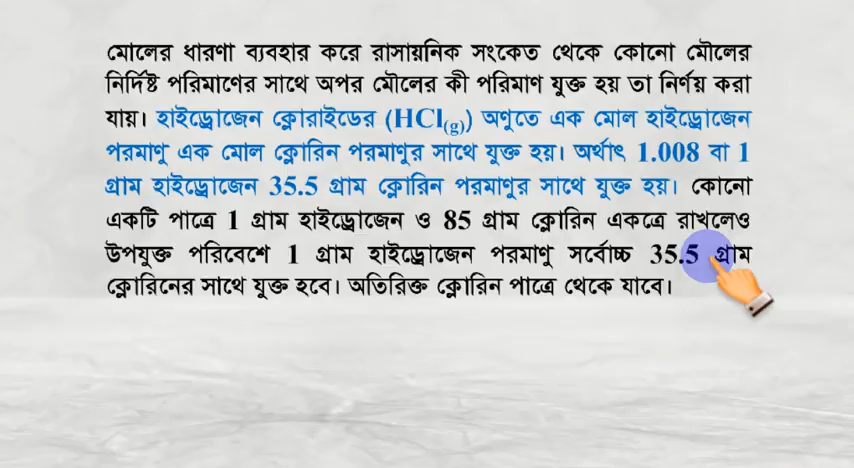 মোলের ধারণা ব্যবহার করে রাসায়নিক সংকেত থেকে কোনো মৌলের
নির্দিষ্ট পরিমাণের সাথে অপর মৌলের কী পরিমাণ যুক্ত হয় তা নির্ণয় করা
যায়। হাইড্রোজেন ক্লোরাইডের (HCl(g)) অণুতে এক মোল হাইড্রোজেন
পরমাণু এক মোল ক্লোরিন পরমাণুর সাথে যুক্ত হয়। অর্থাৎ 1.008 বা 1
গ্রাম হাইড্রোজেন 35.5 গ্রাম ক্লোরিন পরমাণুর সাথে যুক্ত হয়। কোনো
একটি পাত্রে 1 গ্রাম হাইড্রোজেন ও 85 গ্রাম ক্লোরিন একত্রে রাখলেও
উপযুক্ত পরিবেশে 1 গ্রাম হাইড্রোজেন পরমাণু সর্বোচ্চ 35.5 গ্রাম
ক্লোরিনের সাথে যুক্ত হবে। অতিরিক্ত ক্লোরিন পাত্রে থেকে যাবে।